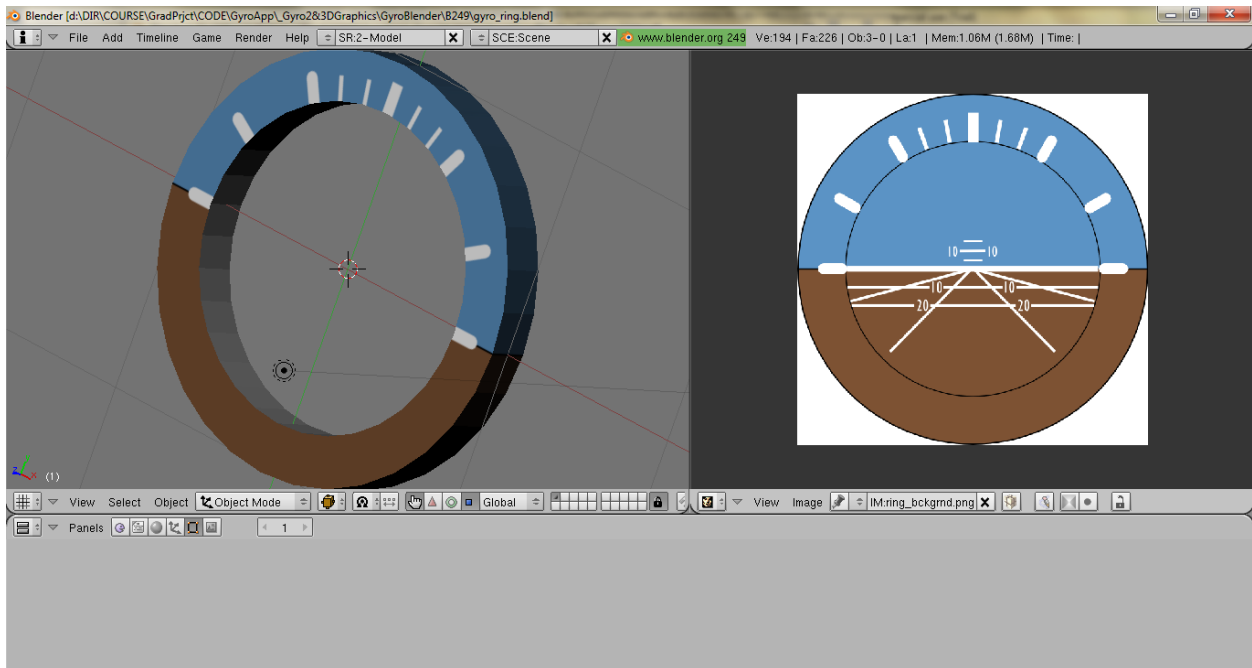 Blender [d:\DIR\COURSE\GradPrjct\CODE\GyroApp\_Gyro2&3DGraphics\GyroBlender\B249\gyro_ring.blend]
File Add Timeline Game Render Help SR:2-Model X SCE:Scene X www.blender.org 249 Ve:194 | Fa:226 | Ob:3-0 | La:1 | Mem:1.06M (1.68M) | Time: |
10 10
10 10
20 20
z x (1)
View Select Object Object Mode Global View Image IM:ring_bckgrnd.png X
Panels 1